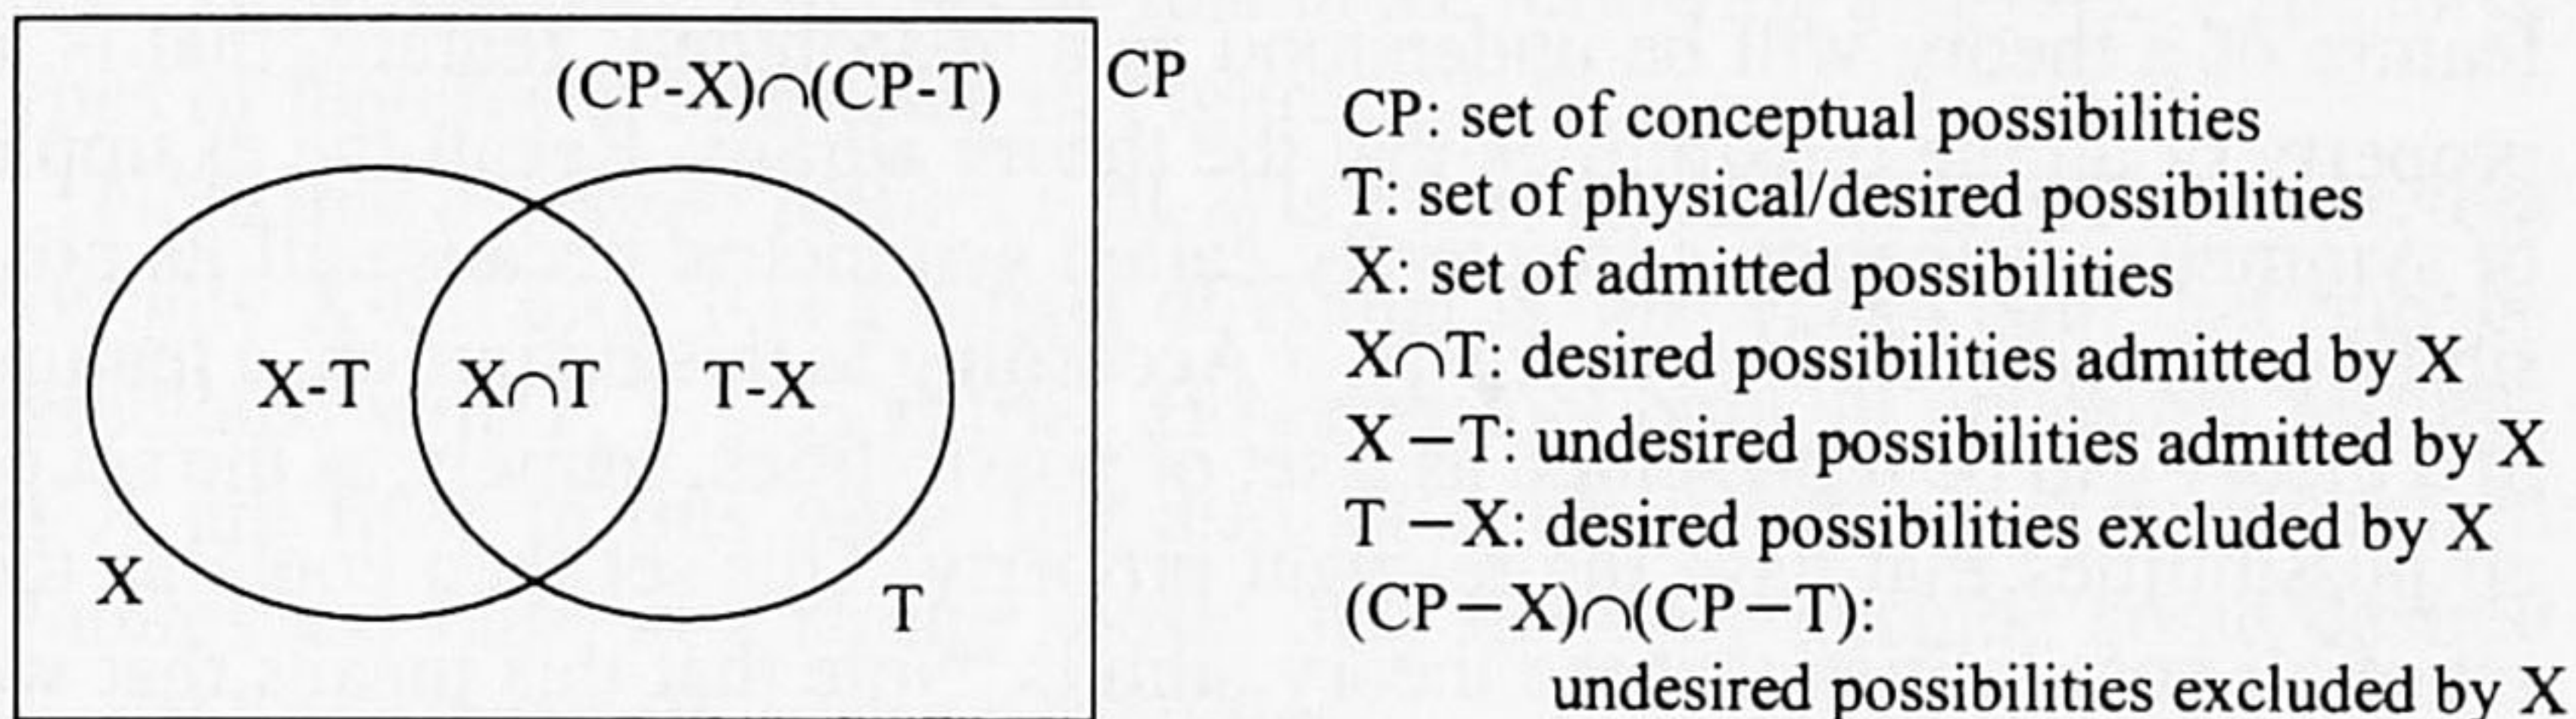 (CP-X)∩(CP-T)
CP
X-T
X∩T
T-X
X
T
CP: set of conceptual possibilities
T: set of physical/desired possibilities
X: set of admitted possibilities
X∩T: desired possibilities admitted by X
X −T: undesired possibilities admitted by X
T −X: desired possibilities excluded by X
(CP−X)∩(CP−T):
undesired possibilities excluded by X